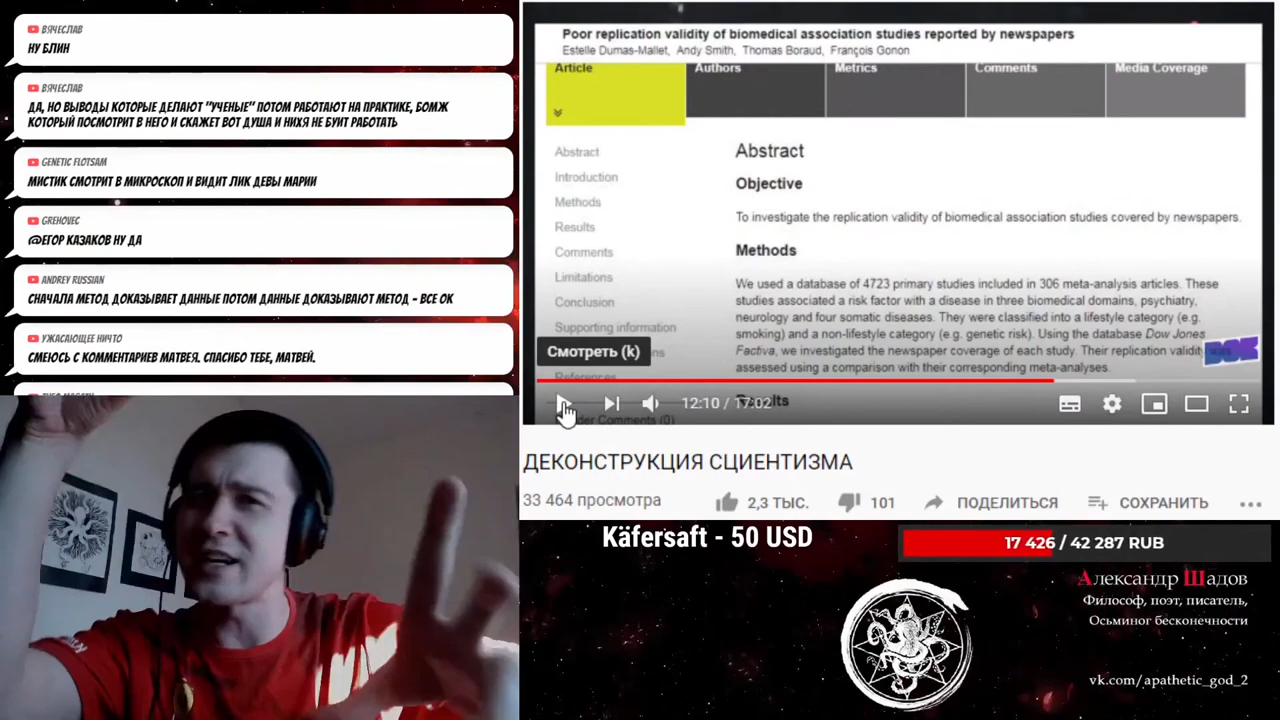 ВЯЧЕСЛАВ
НУ БЛИН
ВЯЧЕСЛАВ
ДА, НО ВЫВОДЫ КОТОРЫЕ ДЕЛАЮТ "УЧЕНЫЕ" ПОТОМ РАБОТАЮТ НА ПРАКТИКЕ, БОМЖ
КОТОРЫЙ ПОСМОТРИТ В НЕГО И СКАЖЕТ ВОТ ДУША И НИХЯ НЕ БУИТ РАБОТАТЬ
GENETIC FLOTSAM
МИСТИК СМОТРИТ В МИКРОСКОП И ВИДИТ ЛИК ДЕВЫ МАРИИ
GREHOVEC
@ЕГОР КАЗАКОВ НУ ДА
ANDREY RUSSIAN
СНАЧАЛА МЕТОД ДОКАЗЫВАЕТ ДАННЫЕ ПОТОМ ДАННЫЕ ДОКАЗЫВАЮТ МЕТОД - ВСЕ ОК
УЖАСАЮЩЕЕ НИЧТО
СМЕЮСЬ С КОММЕНТАРИЕВ МАТВЕЯ. СПАСИБО ТЕБЕ, МАТВЕЙ.
Poor replication validity of biomedical association studies reported by newspapers
Estelle Dumas-Mallet, Andy Smith, Thomas Boraud, François Gonon
Article
Authors
Metrics
Comments
Media Coverage
Abstract
Introduction
Methods
Results
Comments
Limitations
Conclusion
Supporting information
References
Reader Comments (0)
Abstract
Objective
To investigate the replication validity of biomedical association studies covered by newspapers.
Methods
We used a database of 4723 primary studies included in 306 meta-analysis articles. These
studies associated a risk factor with a disease in three biomedical domains, psychiatry,
neurology and four somatic diseases. They were classified into a lifestyle category (e.g.
smoking) and a non-lifestyle category (e.g. genetic risk). Using the database Dow Jones
Factiva, we investigated the newspaper coverage of each study. Their replication validity was
assessed using a comparison with their corresponding meta-analyses.
Results
Смотреть (k)
12:10 / 17:02
ДЕКОНСТРУКЦИЯ СЦИЕНТИЗМА
33 464 просмотра
2,3 ТЫС.
101
ПОДЕЛИТЬСЯ
СОХРАНИТЬ
Käfersaft - 50 USD
17 426 / 42 287 RUB
Александр Шадов
Философ, поэт, писатель,
Осьминог бесконечности
vk.com/apathetic_god_2